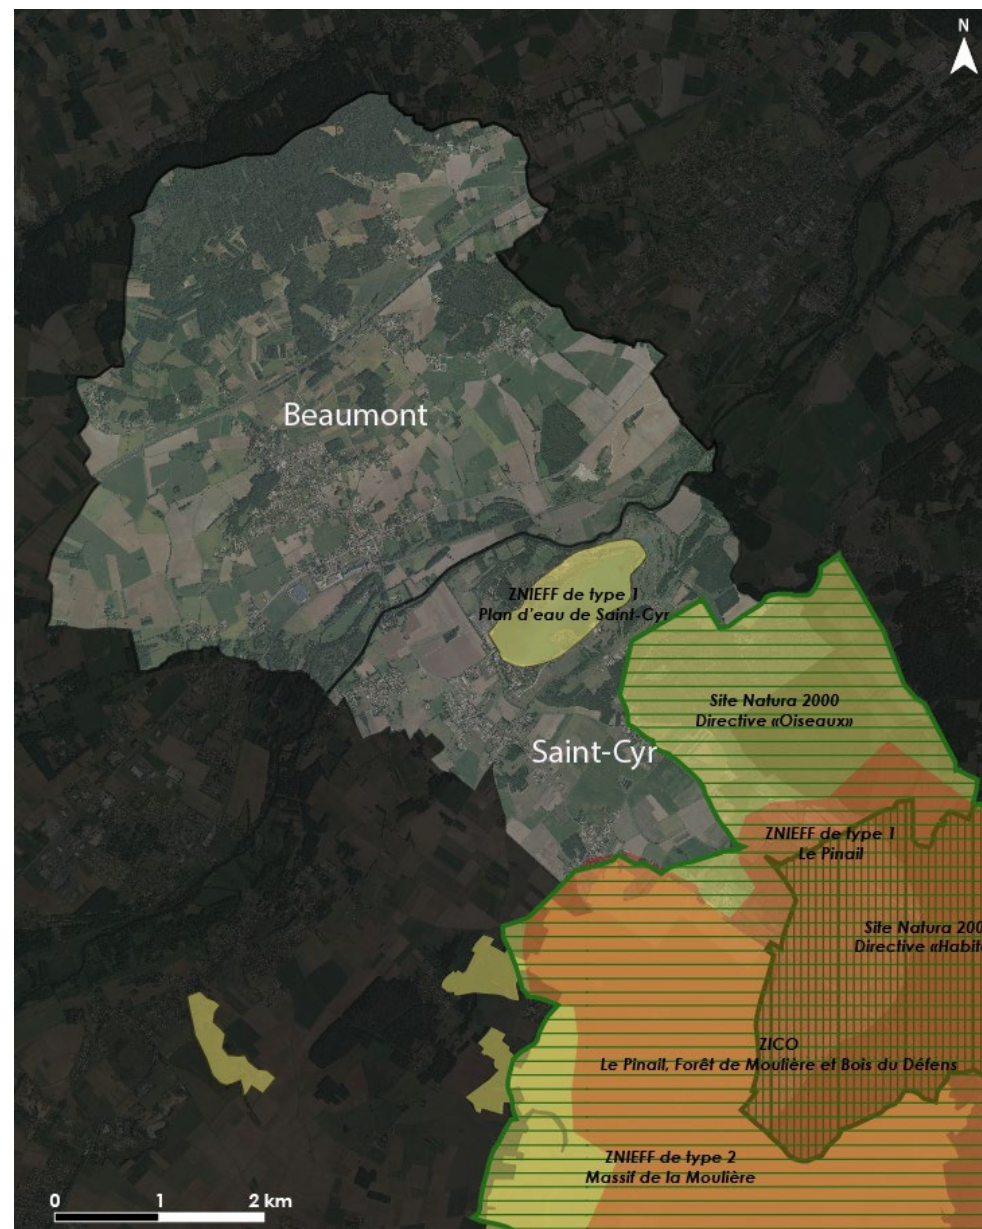 N
Beaumont
ZNIEFF de type 1
Plan d'eau de Saint-Cyr
Site Natura 2000
Directive «Oiseaux»
Saint-Cyr
ZNIEFF de type 1
Le Pinail
Site Natura 200
Directive «Habit
ZICO
Le Pinail, Forêt de Moulière et Bois du Défens
ZNIEFF de type 2
Massif de la Moulière
0 1 2 km